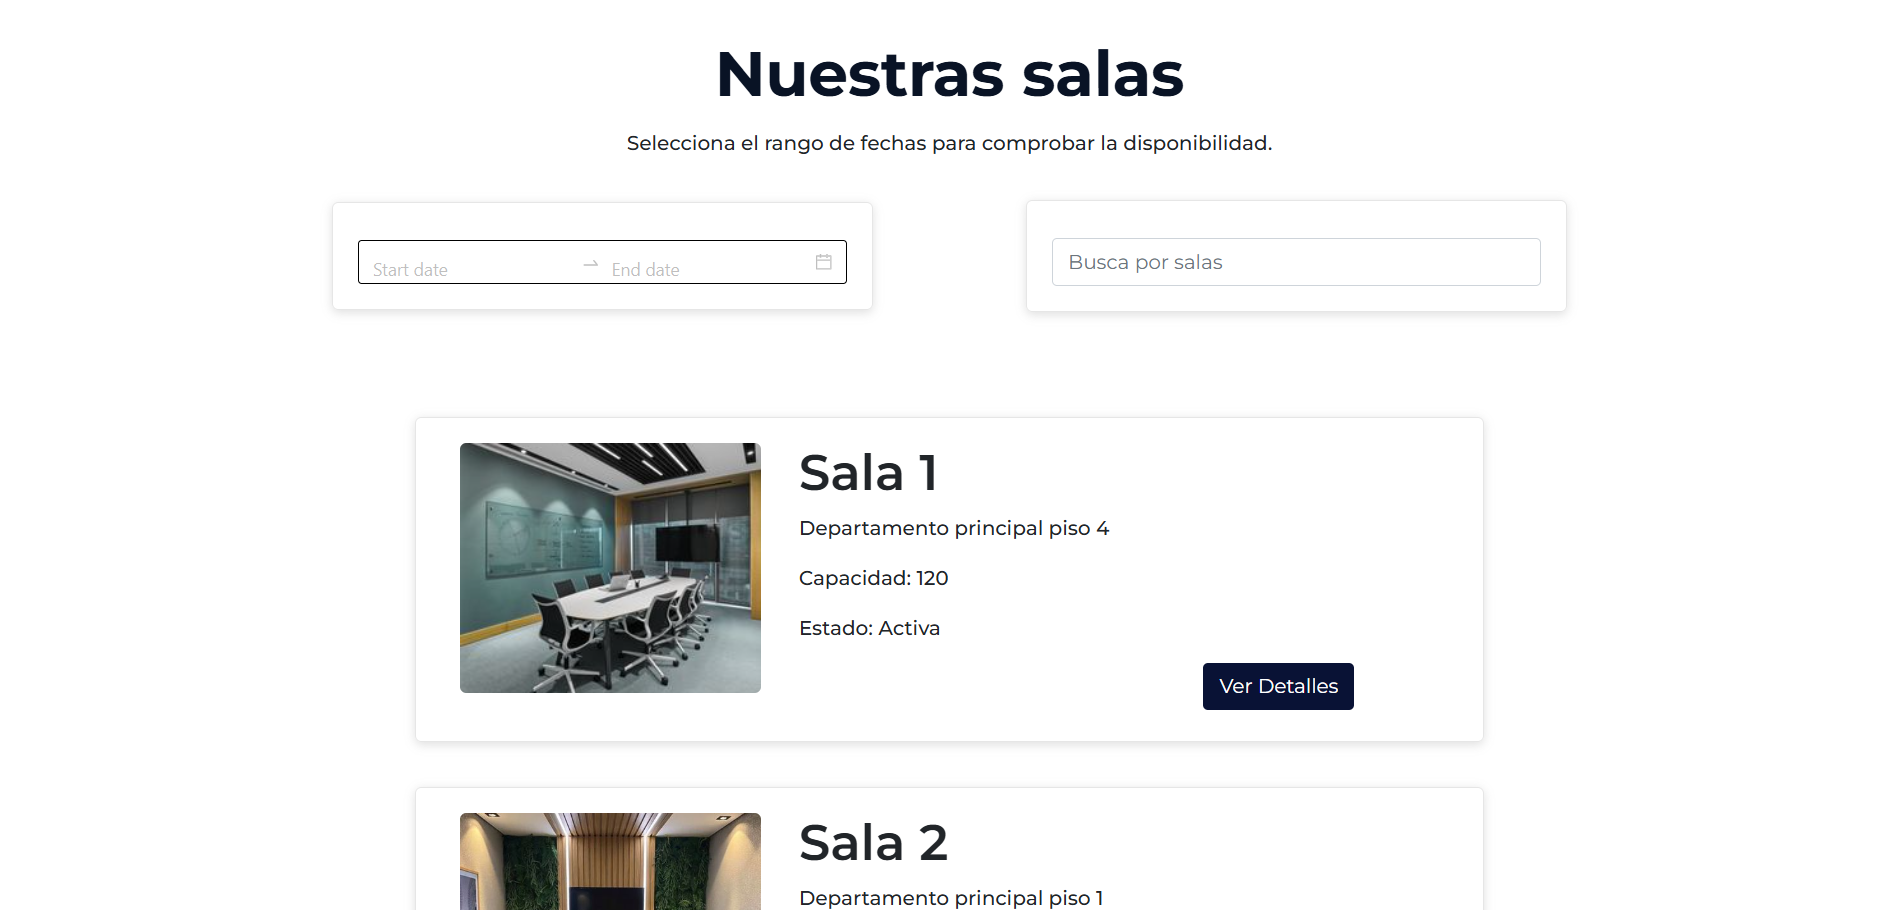 Nuestras salas
Selecciona el rango de fechas para comprobar la disponibilidad.
Start date
End date
Busca por salas
Sala 1
Departamento principal piso 4
Capacidad: 120
Estado: Activa
Ver Detalles
Sala 2
Departamento principal piso 1